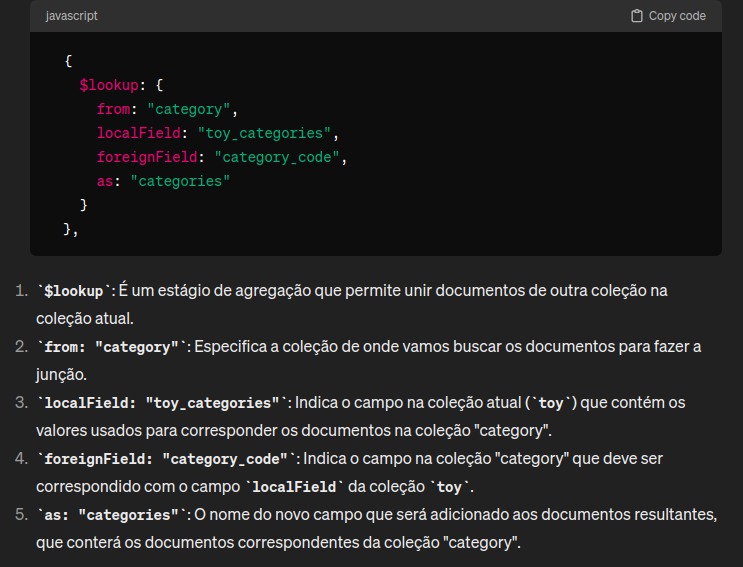 javascript
Copy code
{
$lookup: {
from: "category",
localField: "toy_categories",
foreignField: "category_code",
as: "categories"
}
},
1. `$lookup`: É um estágio de agregação que permite unir documentos de outra coleção na
coleção atual.
2. `from: "category"`: Especifica a coleção de onde vamos buscar os documentos para fazer a
junção.
3. `localField: "toy_categories"`: Indica o campo na coleção atual (`toy`) que contém os
valores usados para corresponder os documentos na coleção "category".
4. `foreignField: "category_code"`: Indica o campo na coleção "category" que deve ser
correspondido com o campo `localField` da coleção `toy`.
5. `as: "categories"`: O nome do novo campo que será adicionado aos documentos resultantes,
que conterá os documentos correspondentes da coleção "category".